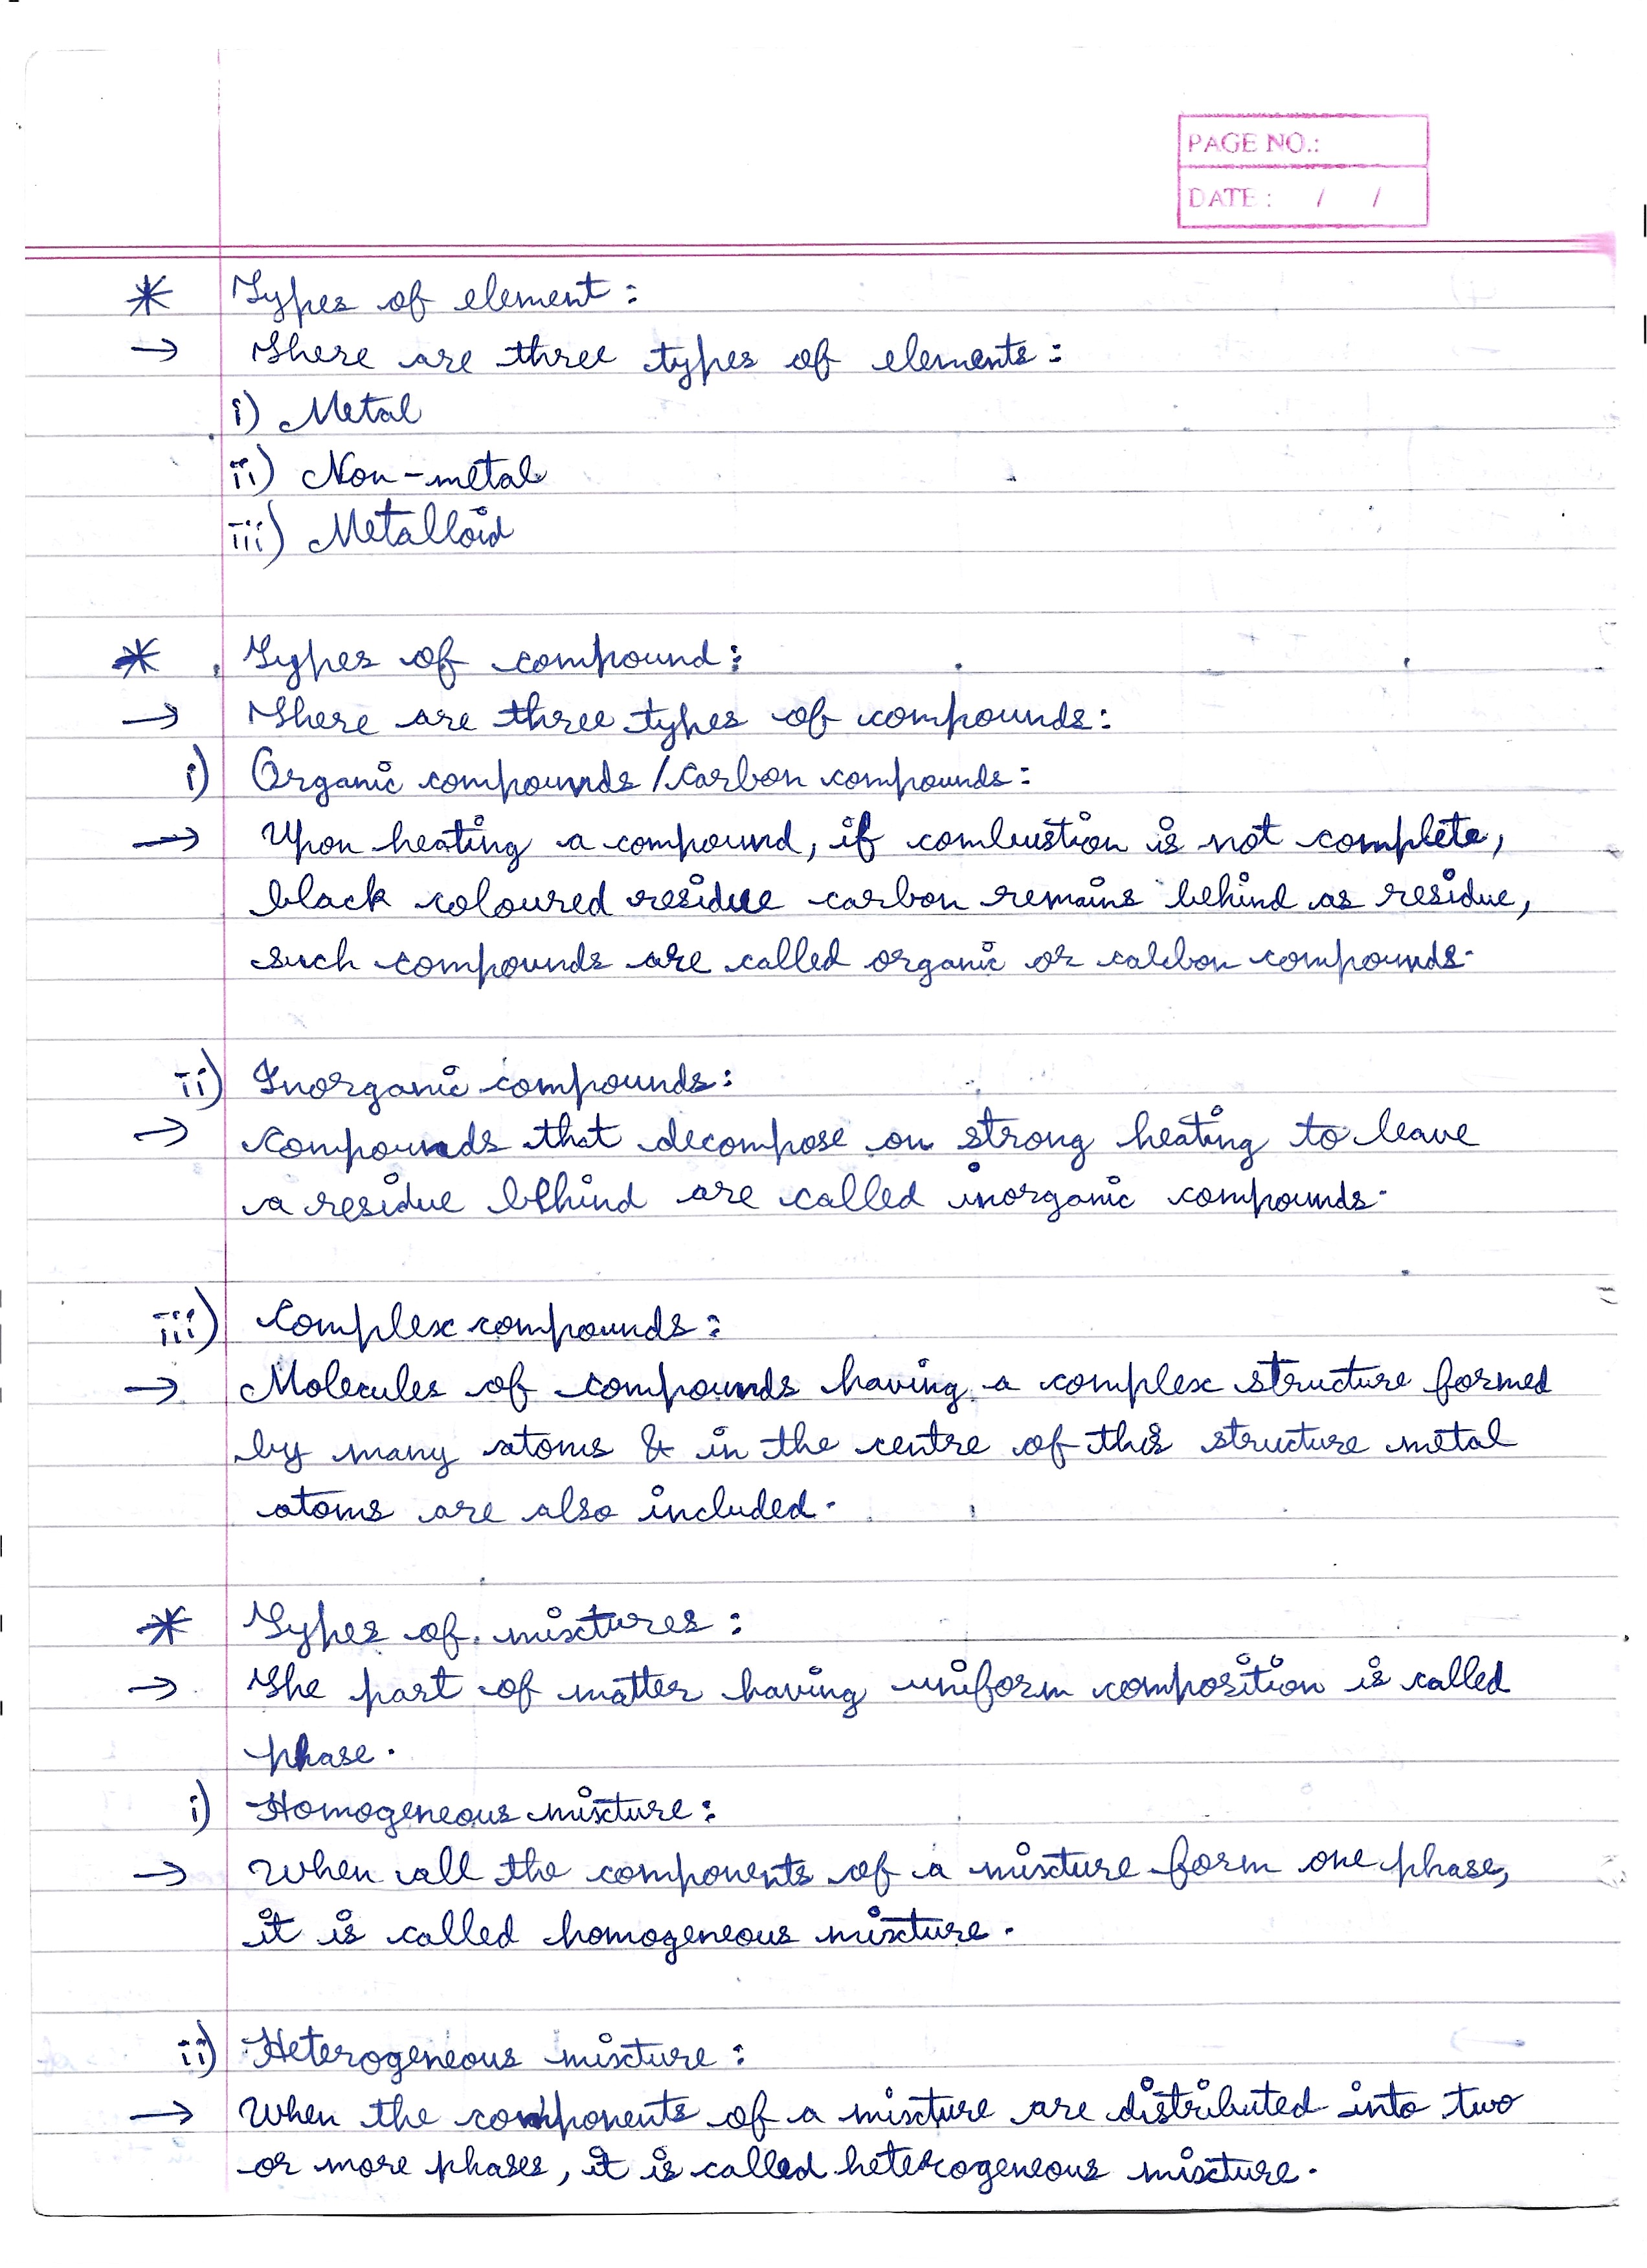 PAGE NO.:
DATE : / /
* Types of element :
→ There are three types of elements :
i) Metal
ii) Non-metal
iii) Metalloid
* Types of compound :
→ There are three types of compounds :
i) Organic compounds / Carbon compounds :
→ Upon heating a compound, if combustion is not complete,
black coloured residue carbon remains behind as residue,
such compounds are called organic or carbon compounds.
ii) Inorganic compounds :
→ Compounds that decompose on strong heating to leave
a residue behind are called inorganic compounds.
iii) Complex compounds :
→ Molecules of compounds having a complex structure formed
by many atoms & in the centre of this structure metal
atoms are also included.
* Types of mixtures :
→ The part of matter having uniform composition is called
phase.
i) Homogeneous mixture :
→ When all the components of a mixture form one phase,
it is called homogeneous mixture.
ii) Heterogeneous mixture :
→ When the components of a mixture are distributed into two
or more phases, it is called heterogeneous mixture.